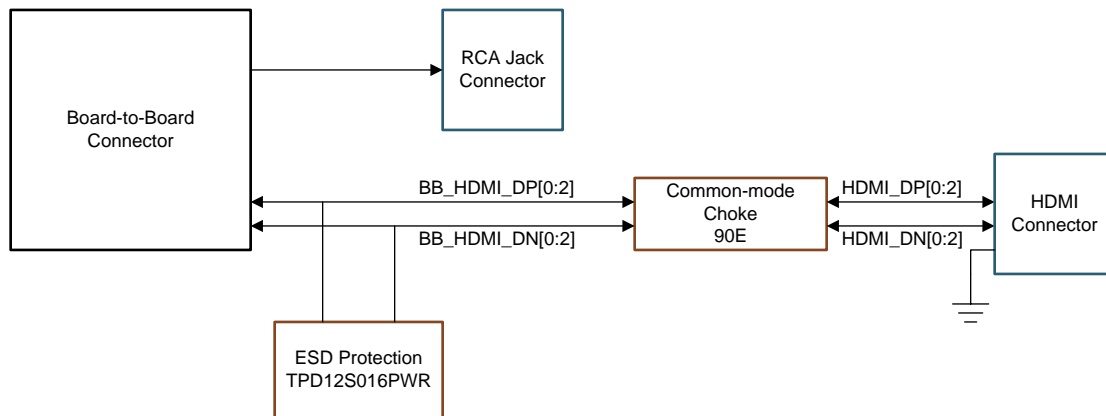 RCA Jack
Connector
Board-to-Board
Connector
BB_HDMI_DP[0:2]
BB_HDMI_DN[0:2]
Common-mode
Choke
90E
HDMI_DP[0:2]
HDMI_DN[0:2]
HDMI
Connector
ESD Protection
TPD12S016PWR